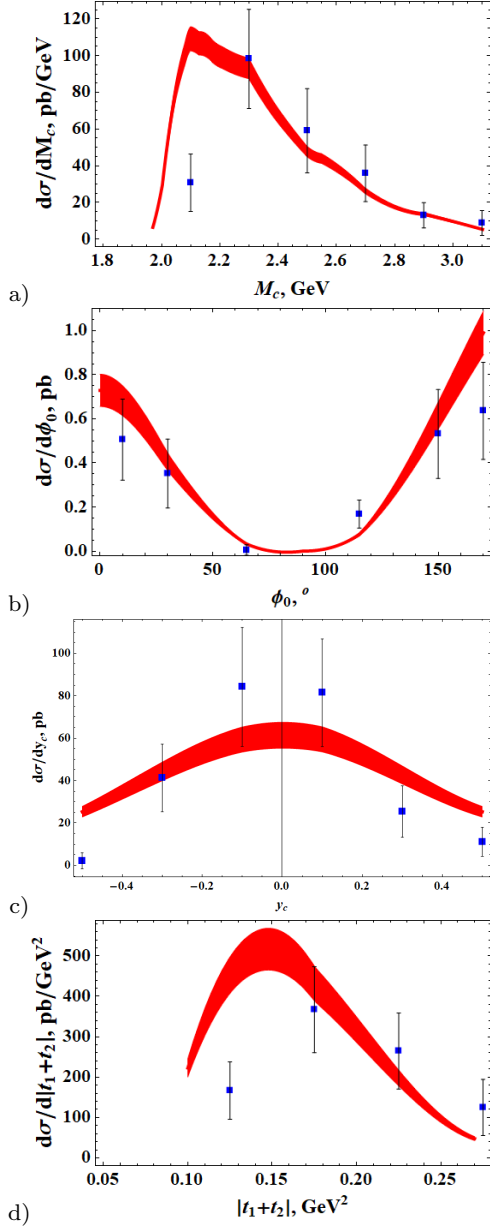 120
100
80
60
40
20
0
dσ/dM_c, pb/GeV
1.8 2.0 2.2 2.4 2.6 2.8 3.0
M_c, GeV
a)
1.0
0.8
0.6
0.4
0.2
0.0
dσ/dϕ_0, pb
0 50 100 150
ϕ_0, °
b)
100
80
60
40
20
0
dσ/dy_c, pb
−0.4 −0.2 0.0 0.2 0.4
y_c
c)
500
400
300
200
100
0
dσ/d|t_1+t_2|, pb/GeV^2
0.05 0.10 0.15 0.20 0.25
|t_1+t_2|, GeV^2
d)